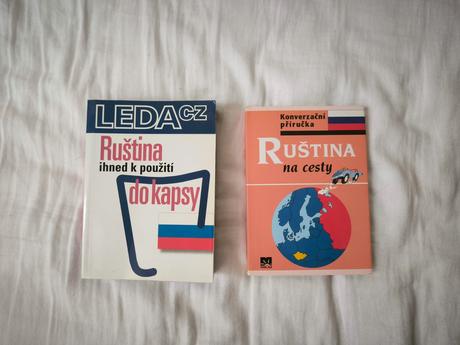 LEDA CZ
Ruština
ihned k použití
do kapsy
Konverzační
příručka
RUŠTINA
na cesty